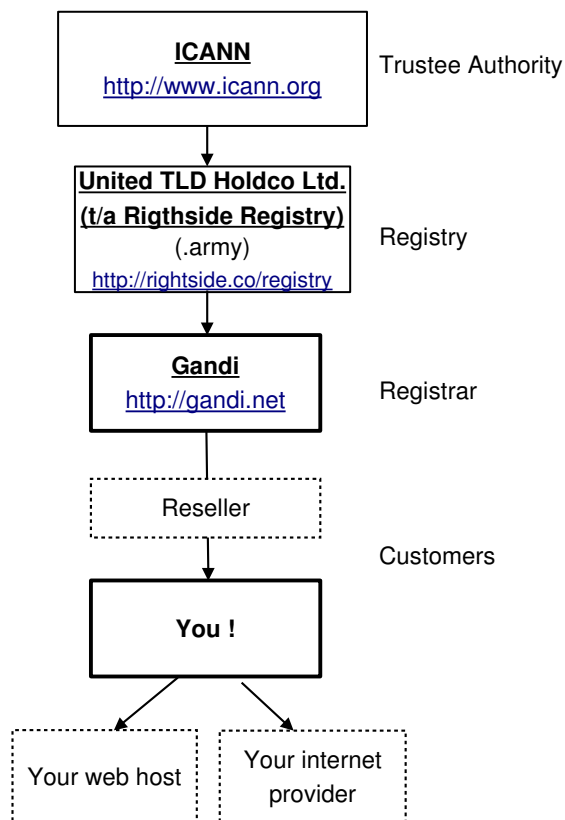 ICANN
http://www.icann.org
Trustee Authority
United TLD Holdco Ltd.
(t/a Rigthside Registry)
(.army)
http://rightside.co/registry
Registry
Gandi
http://gandi.net
Registrar
Reseller
Customers
You !
Your web host
Your internet
provider